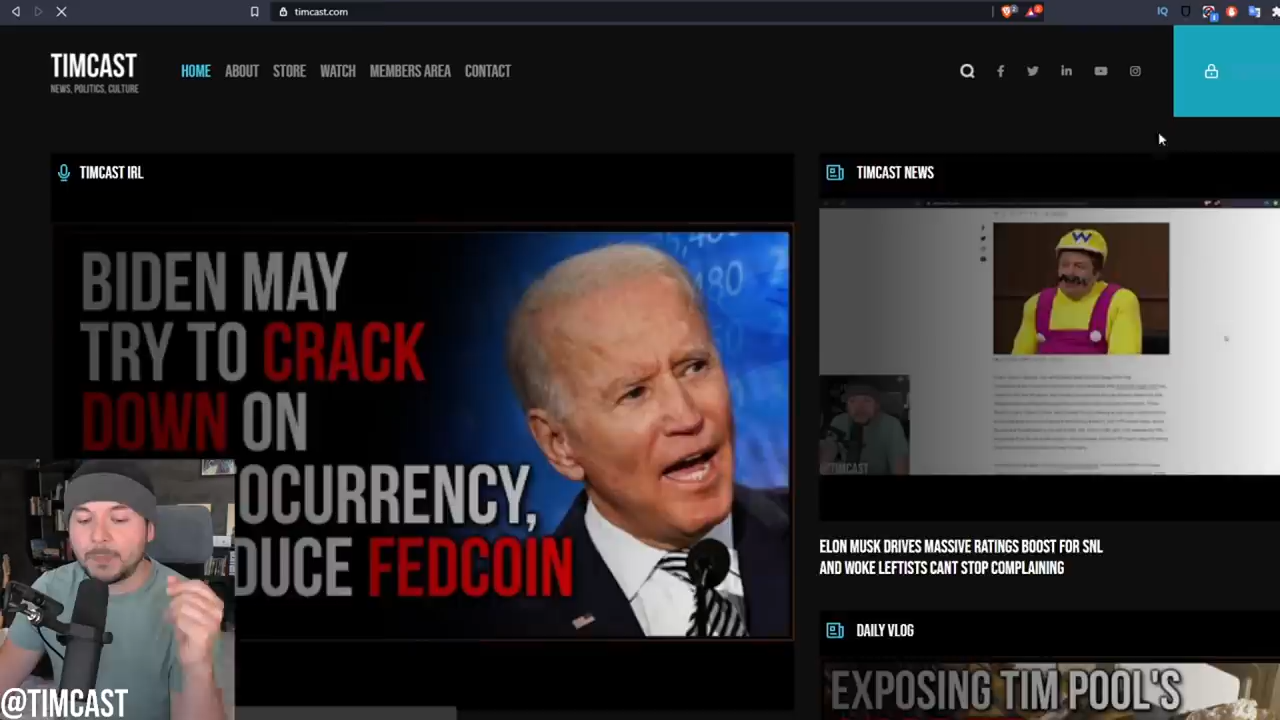 timcast.com
TIMCAST
NEWS, POLITICS, CULTURE
HOME ABOUT STORE WATCH MEMBERS AREA CONTACT
TIMCAST IRL
BIDEN MAY
TRY TO CRACK
DOWN ON
OCURRENCY,
DUCE FEDCOIN
TIMCAST NEWS
W
@TIMCAST
ELON MUSK DRIVES MASSIVE RATINGS BOOST FOR SNL
AND WOKE LEFTISTS CANT STOP COMPLAINING
DAILY VLOG
EXPOSING TIM POOL'S
@TIMCAST